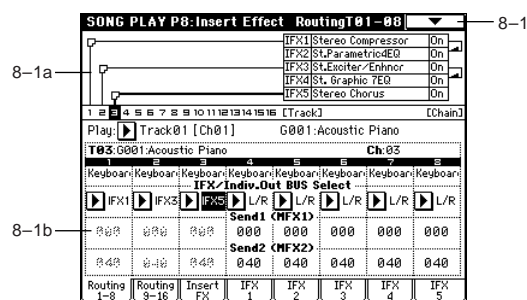 SONG PLAY P8:Insert Effect RoutingT01-08
8–1
IFX1 Stereo Compressor On
IFX2 St.Parametric4EQ On
8–1a
IFX3 St.Exciter/Enhncr On
IFX4 St. Graphic 7EQ On
IFX5 Stereo Chorus On
1 2 3 4 5 6 7 8 9 10 11 12 13 14 15 16 [Track] [Chain]
Play: Track01 [Ch01] G001:Acoustic Piano
T03:G001:Acoustic Piano Ch:03
1 2 3 4 5 6 7 8
Keyboar Keyboar Keyboar Keyboar Keyboar Keyboar Keyboar Keyboar
IFX/Indiv.Out BUS Select
IFX1 IFX3 IFX5 L/R L/R L/R L/R L/R
Send1 (MFX1)
8–1b
000 000 000 000 000 000 000 000
Send2 (MFX2)
040 040 040 040 040 040 040 040
Routing 1-8 Routing 9-16 Insert FX IFX 1 IFX 2 IFX 3 IFX 4 IFX 5